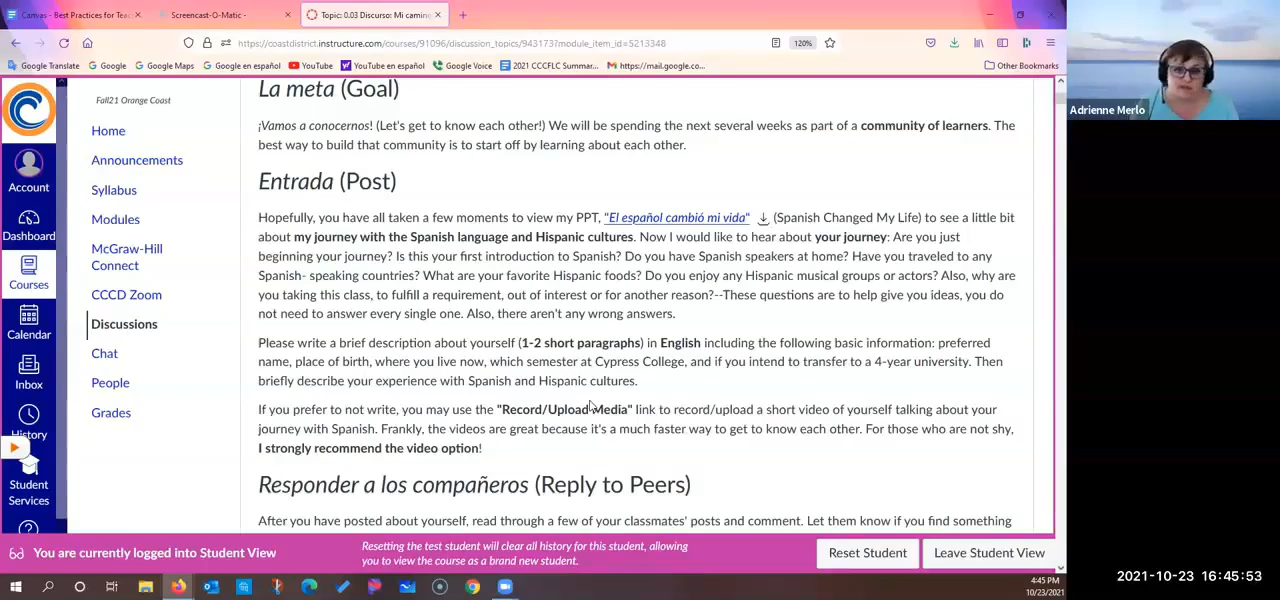 Canvas - Best Practices for Tea
Screencast-O-Matic -
Topic: 0.03 Discurso: Mi camino
https://coastdistrict.instructure.com/courses/91096/discussion_topics/943173?module_item_id=5213348
120%
Google Translate
Google
Google Maps
Google en español
YouTube
YouTube en español
Google Voice
2021 CCCFLC Summar...
https://mail.google.co...
Other Bookmarks
Account
Dashboard
Courses
Calendar
Inbox
History
Student
Services
Fall21 Orange Coast
Home
Announcements
Syllabus
Modules
McGraw-Hill
Connect
CCCD Zoom
Discussions
Chat
People
Grades
La meta (Goal)
¡Vamos a conocernos! (Let's get to know each other!) We will be spending the next several weeks as part of a community of learners. The
best way to build that community is to start off by learning about each other.
Entrada (Post)
Hopefully, you have all taken a few moments to view my PPT, "El español cambió mi vida" (Spanish Changed My Life) to see a little bit
about my journey with the Spanish language and Hispanic cultures. Now I would like to hear about your journey: Are you just
beginning your journey? Is this your first introduction to Spanish? Do you have Spanish speakers at home? Have you traveled to any
Spanish- speaking countries? What are your favorite Hispanic foods? Do you enjoy any Hispanic musical groups or actors? Also, why are
you taking this class, to fulfill a requirement, out of interest or for another reason?--These questions are to help give you ideas, you do
not need to answer every single one. Also, there aren't any wrong answers.
Please write a brief description about yourself (1-2 short paragraphs) in English including the following basic information: preferred
name, place of birth, where you live now, which semester at Cypress College, and if you intend to transfer to a 4-year university. Then
briefly describe your experience with Spanish and Hispanic cultures.
If you prefer to not write, you may use the "Record/Upload Media" link to record/upload a short video of yourself talking about your
journey with Spanish. Frankly, the videos are great because it's a much faster way to get to know each other. For those who are not shy,
I strongly recommend the video option!
Responder a los compañeros (Reply to Peers)
After you have posted about yourself, read through a few of your classmates' posts and comment. Let them know if you find something
You are currently logged into Student View
Resetting the test student will clear all history for this student, allowing
you to view the course as a brand new student.
Reset Student
Leave Student View
4:45 PM
10/23/2021
Adrienne Merlo
2021-10-23 16:45:53